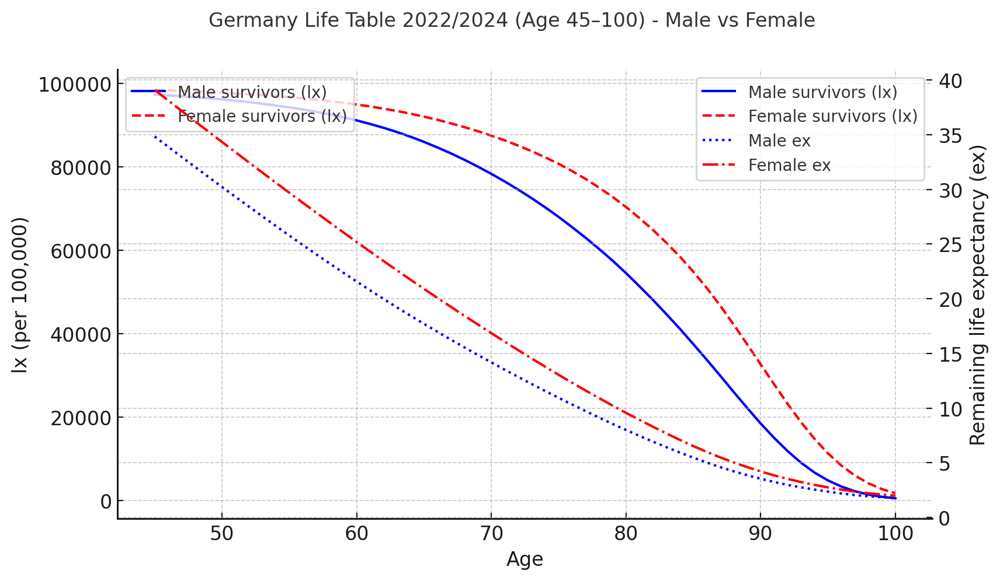 Germany Life Table 2022/2024 (Age 45–100) - Male vs Female
Male survivors (lx)
Female survivors (lx)
Male survivors (lx)
Female survivors (lx)
Male ex
Female ex
lx (per 100,000)
100000
80000
60000
40000
20000
0
40
35
30
25
20
15
10
5
0
Remaining life expectancy (ex)
50 60 70 80 90 100
Age